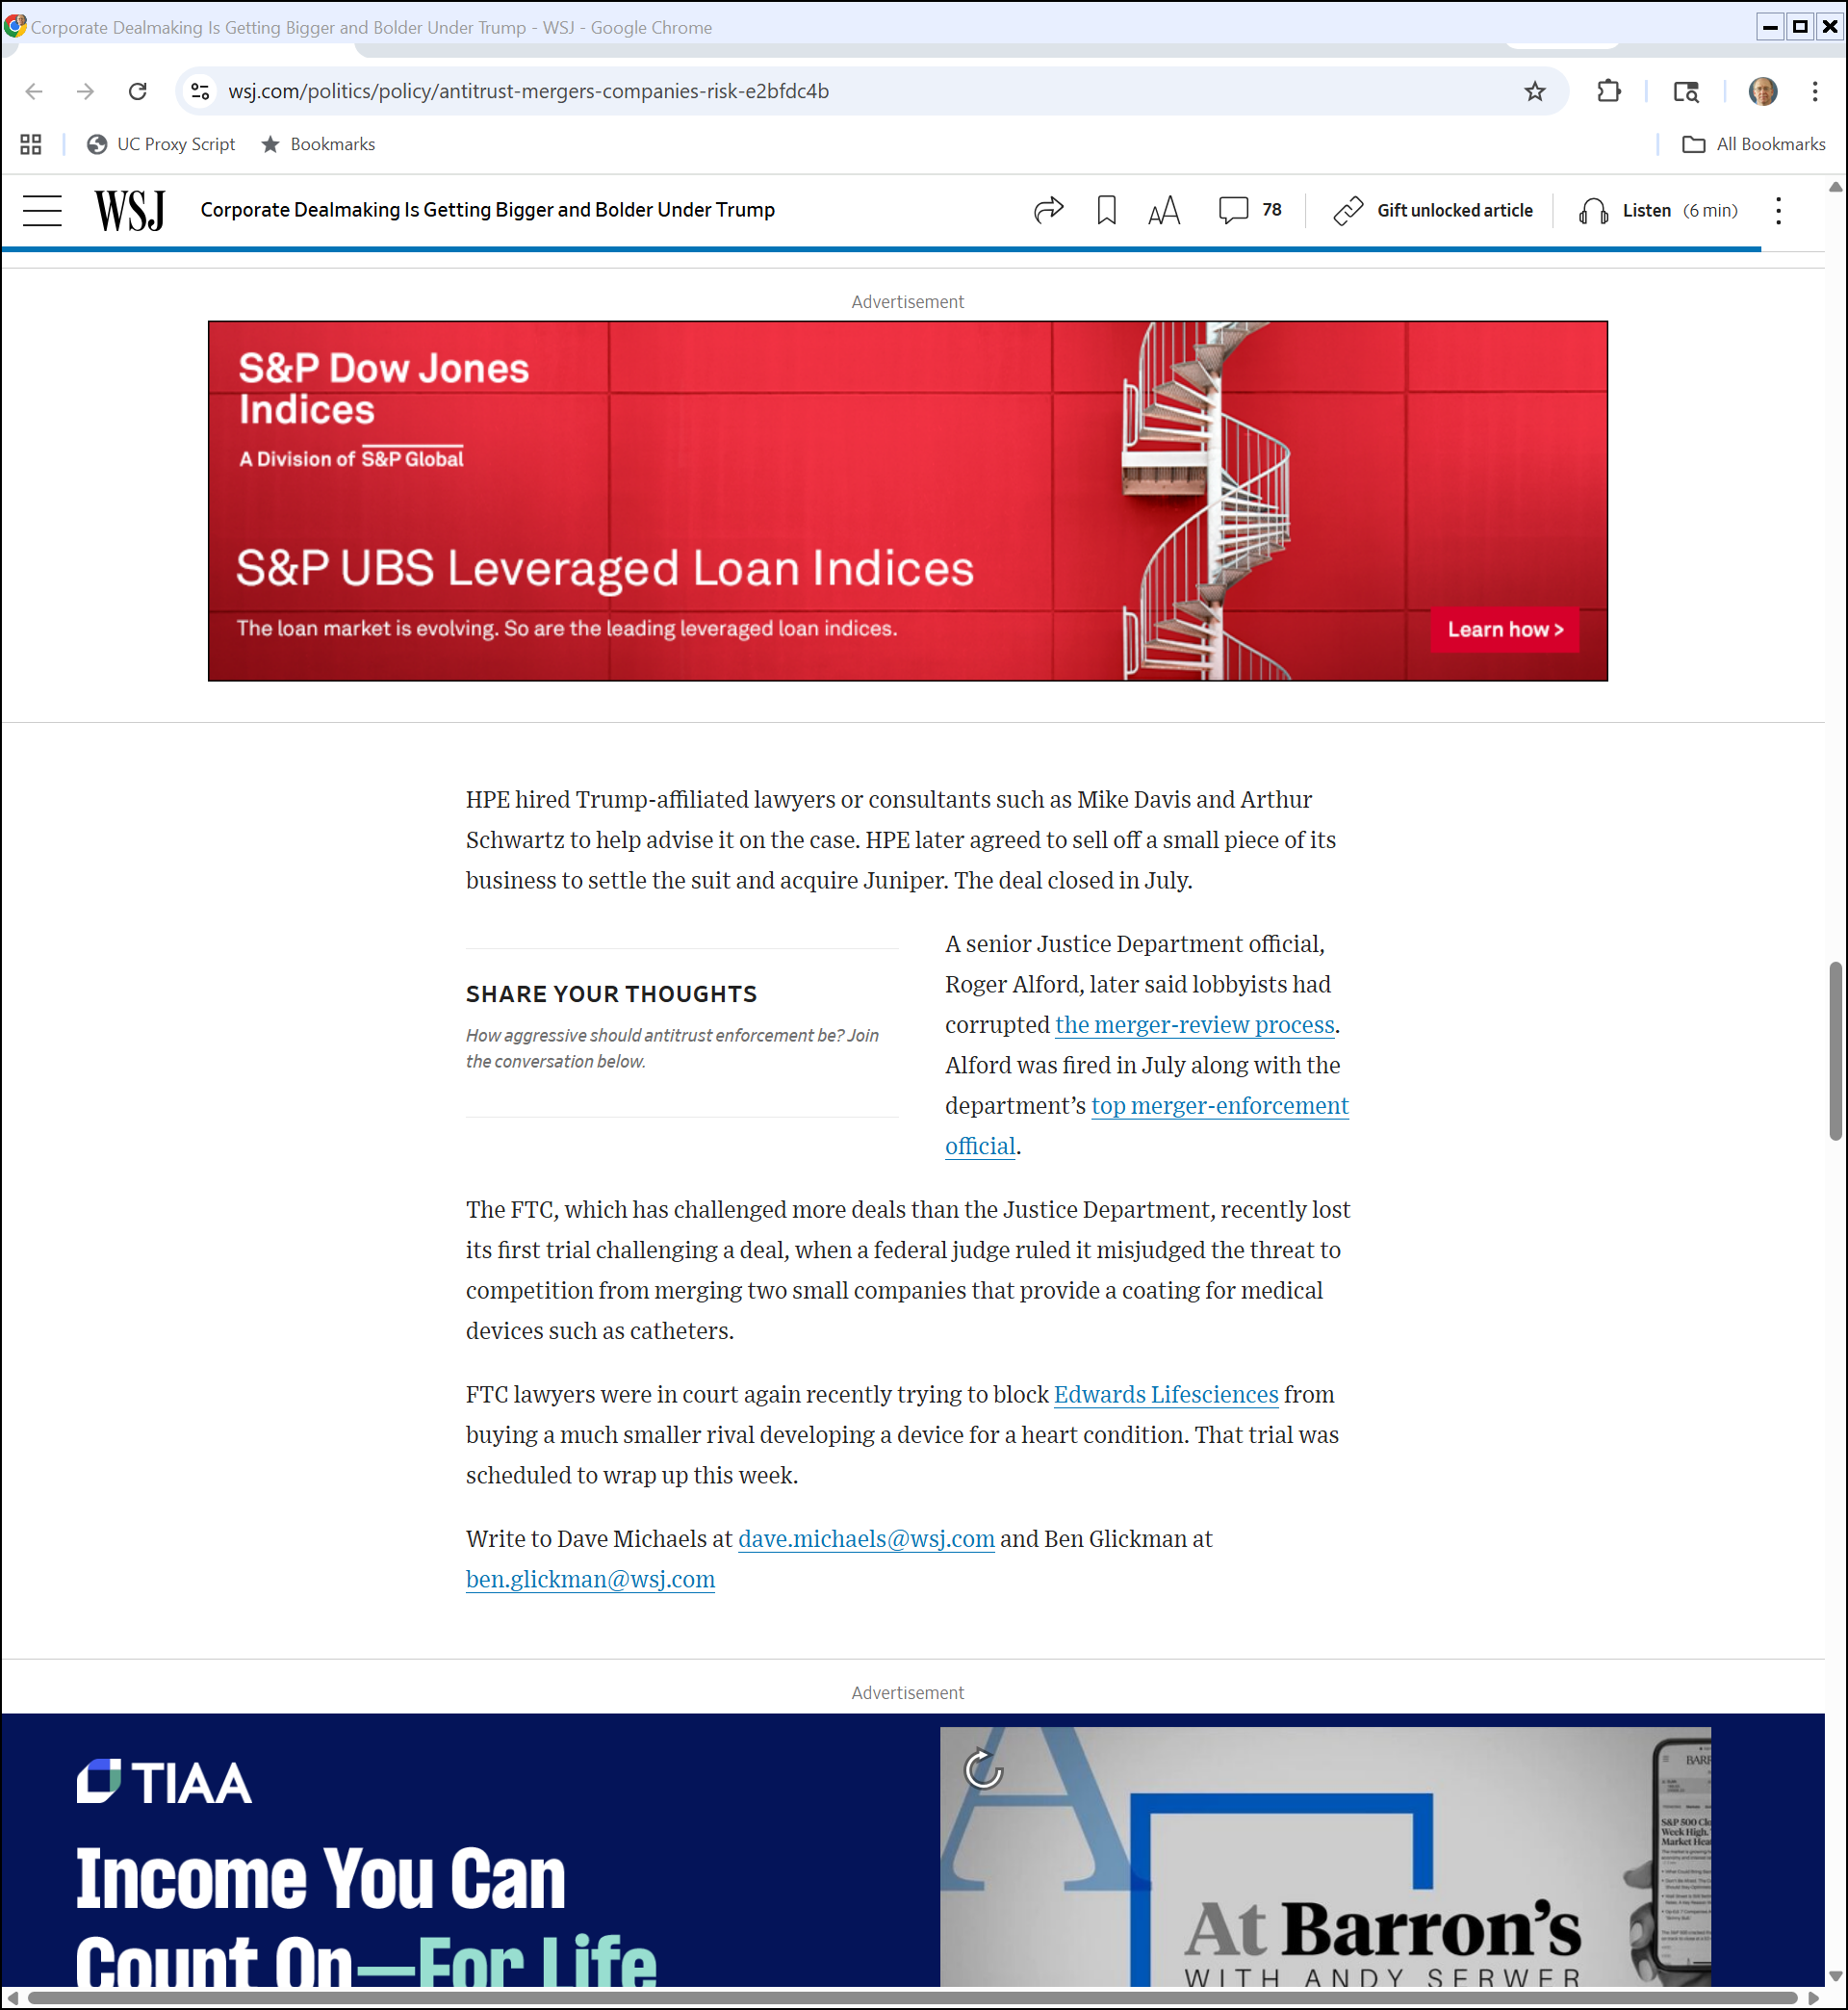 Corporate Dealmaking Is Getting Bigger and Bolder Under Trump - WSJ - Google Chrome
wsj.com/politics/policy/antitrust-mergers-companies-risk-e2bfdc4b
UC Proxy Script
Bookmarks
All Bookmarks
WSJ
Corporate Dealmaking Is Getting Bigger and Bolder Under Trump
78
Gift unlocked article
Listen (6 min)
Advertisement
S&P Dow Jones
Indices
A Division of S&P Global
S&P UBS Leveraged Loan Indices
The loan market is evolving. So are the leading leveraged loan indices.
Learn how >
HPE hired Trump-affiliated lawyers or consultants such as Mike Davis and Arthur
Schwartz to help advise it on the case. HPE later agreed to sell off a small piece of its
business to settle the suit and acquire Juniper. The deal closed in July.
SHARE YOUR THOUGHTS
How aggressive should antitrust enforcement be? Join
the conversation below.
A senior Justice Department official,
Roger Alford, later said lobbyists had
corrupted the merger-review process.
Alford was fired in July along with the
department’s top merger-enforcement
official.
The FTC, which has challenged more deals than the Justice Department, recently lost
its first trial challenging a deal, when a federal judge ruled it misjudged the threat to
competition from merging two small companies that provide a coating for medical
devices such as catheters.
FTC lawyers were in court again recently trying to block Edwards Lifesciences from
buying a much smaller rival developing a device for a heart condition. That trial was
scheduled to wrap up this week.
Write to Dave Michaels at dave.michaels@wsj.com and Ben Glickman at
ben.glickman@wsj.com
Advertisement
TIAA
Income You Can
Count On—For Life
A
At Barron's
WITH ANDY SERWER
S&P 500
Week High.